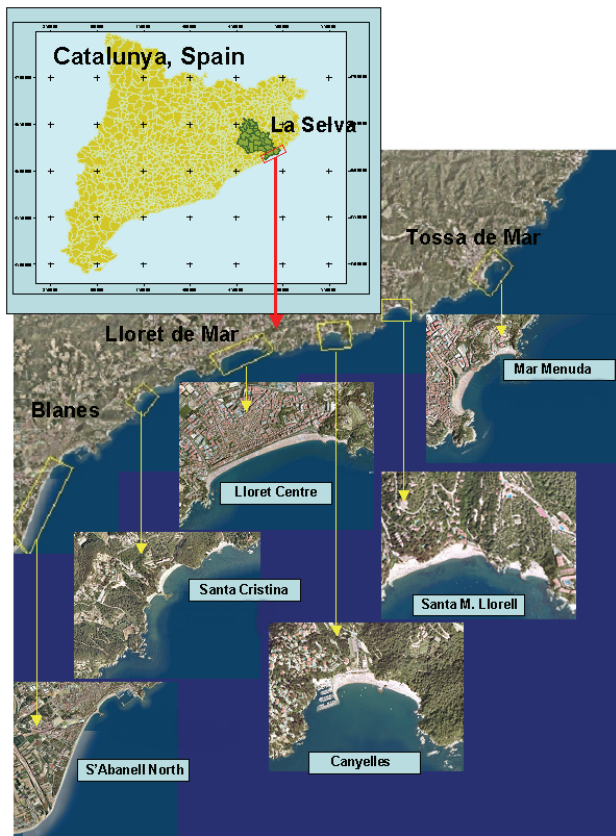 Catalunya, Spain
La Selva
Tossa de Mar
Lloret de Mar
Mar Menuda
Blanes
Lloret Centre
Santa Cristina
Santa M. Llorell
Canyelles
S'Abanell North